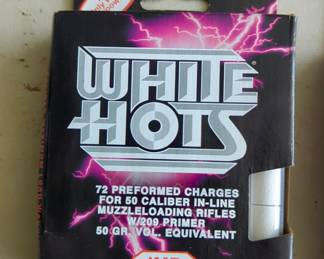 WHITE
HOTS
72 PREFORMED CHARGES
FOR 50 CALIBER IN-LINE
MUZZLELOADING RIFLES
W/209 PRIMER
50 GR. VOL. EQUIVALENT